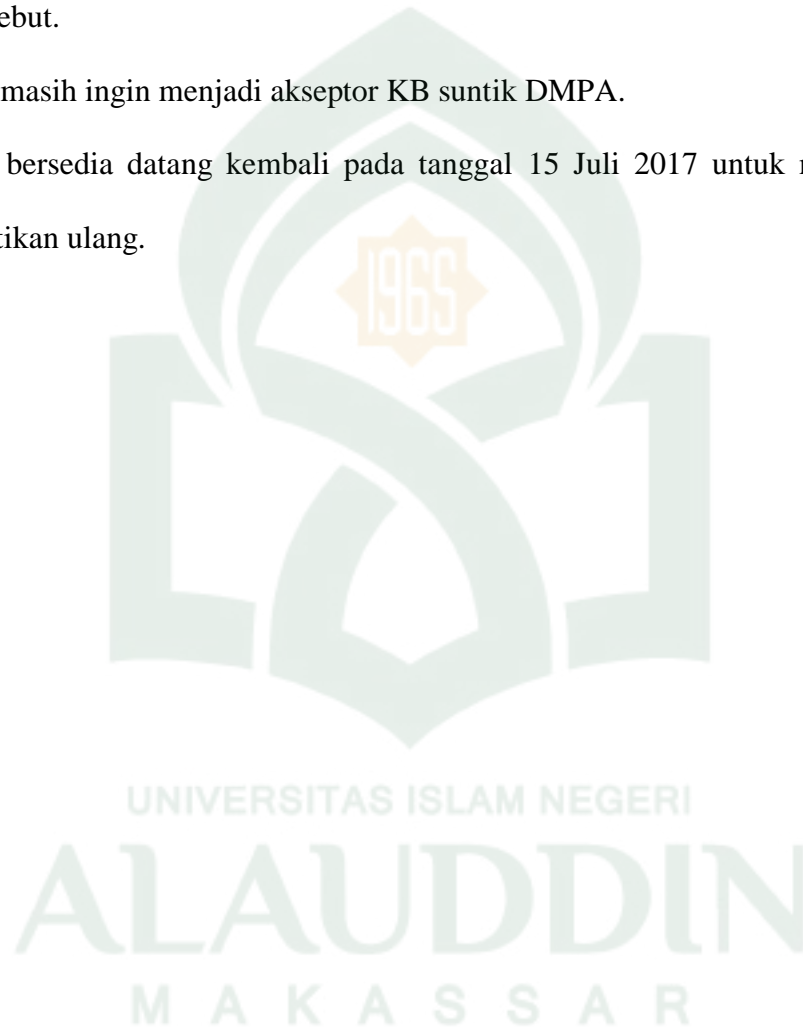 ebut.
masih ingin menjadi akseptor KB suntik DMPA.
bersedia datang kembali pada tanggal 15 Juli 2017 untuk
tikan ulang.
1965
UNIVERSITAS ISLAM NEGERI
ALAUDDIN
MAKASSAR